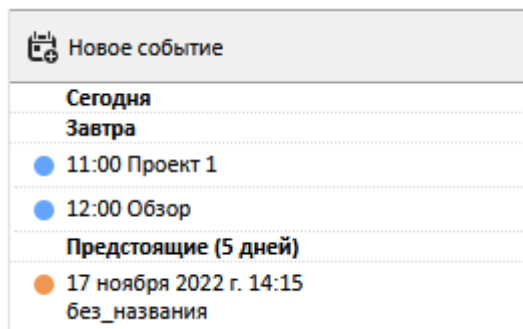 Новое событие
Сегодня
Завтра
11:00 Проект 1
12:00 Обзор
Предстоящие (5 дней)
17 ноября 2022 г. 14:15
без_названия